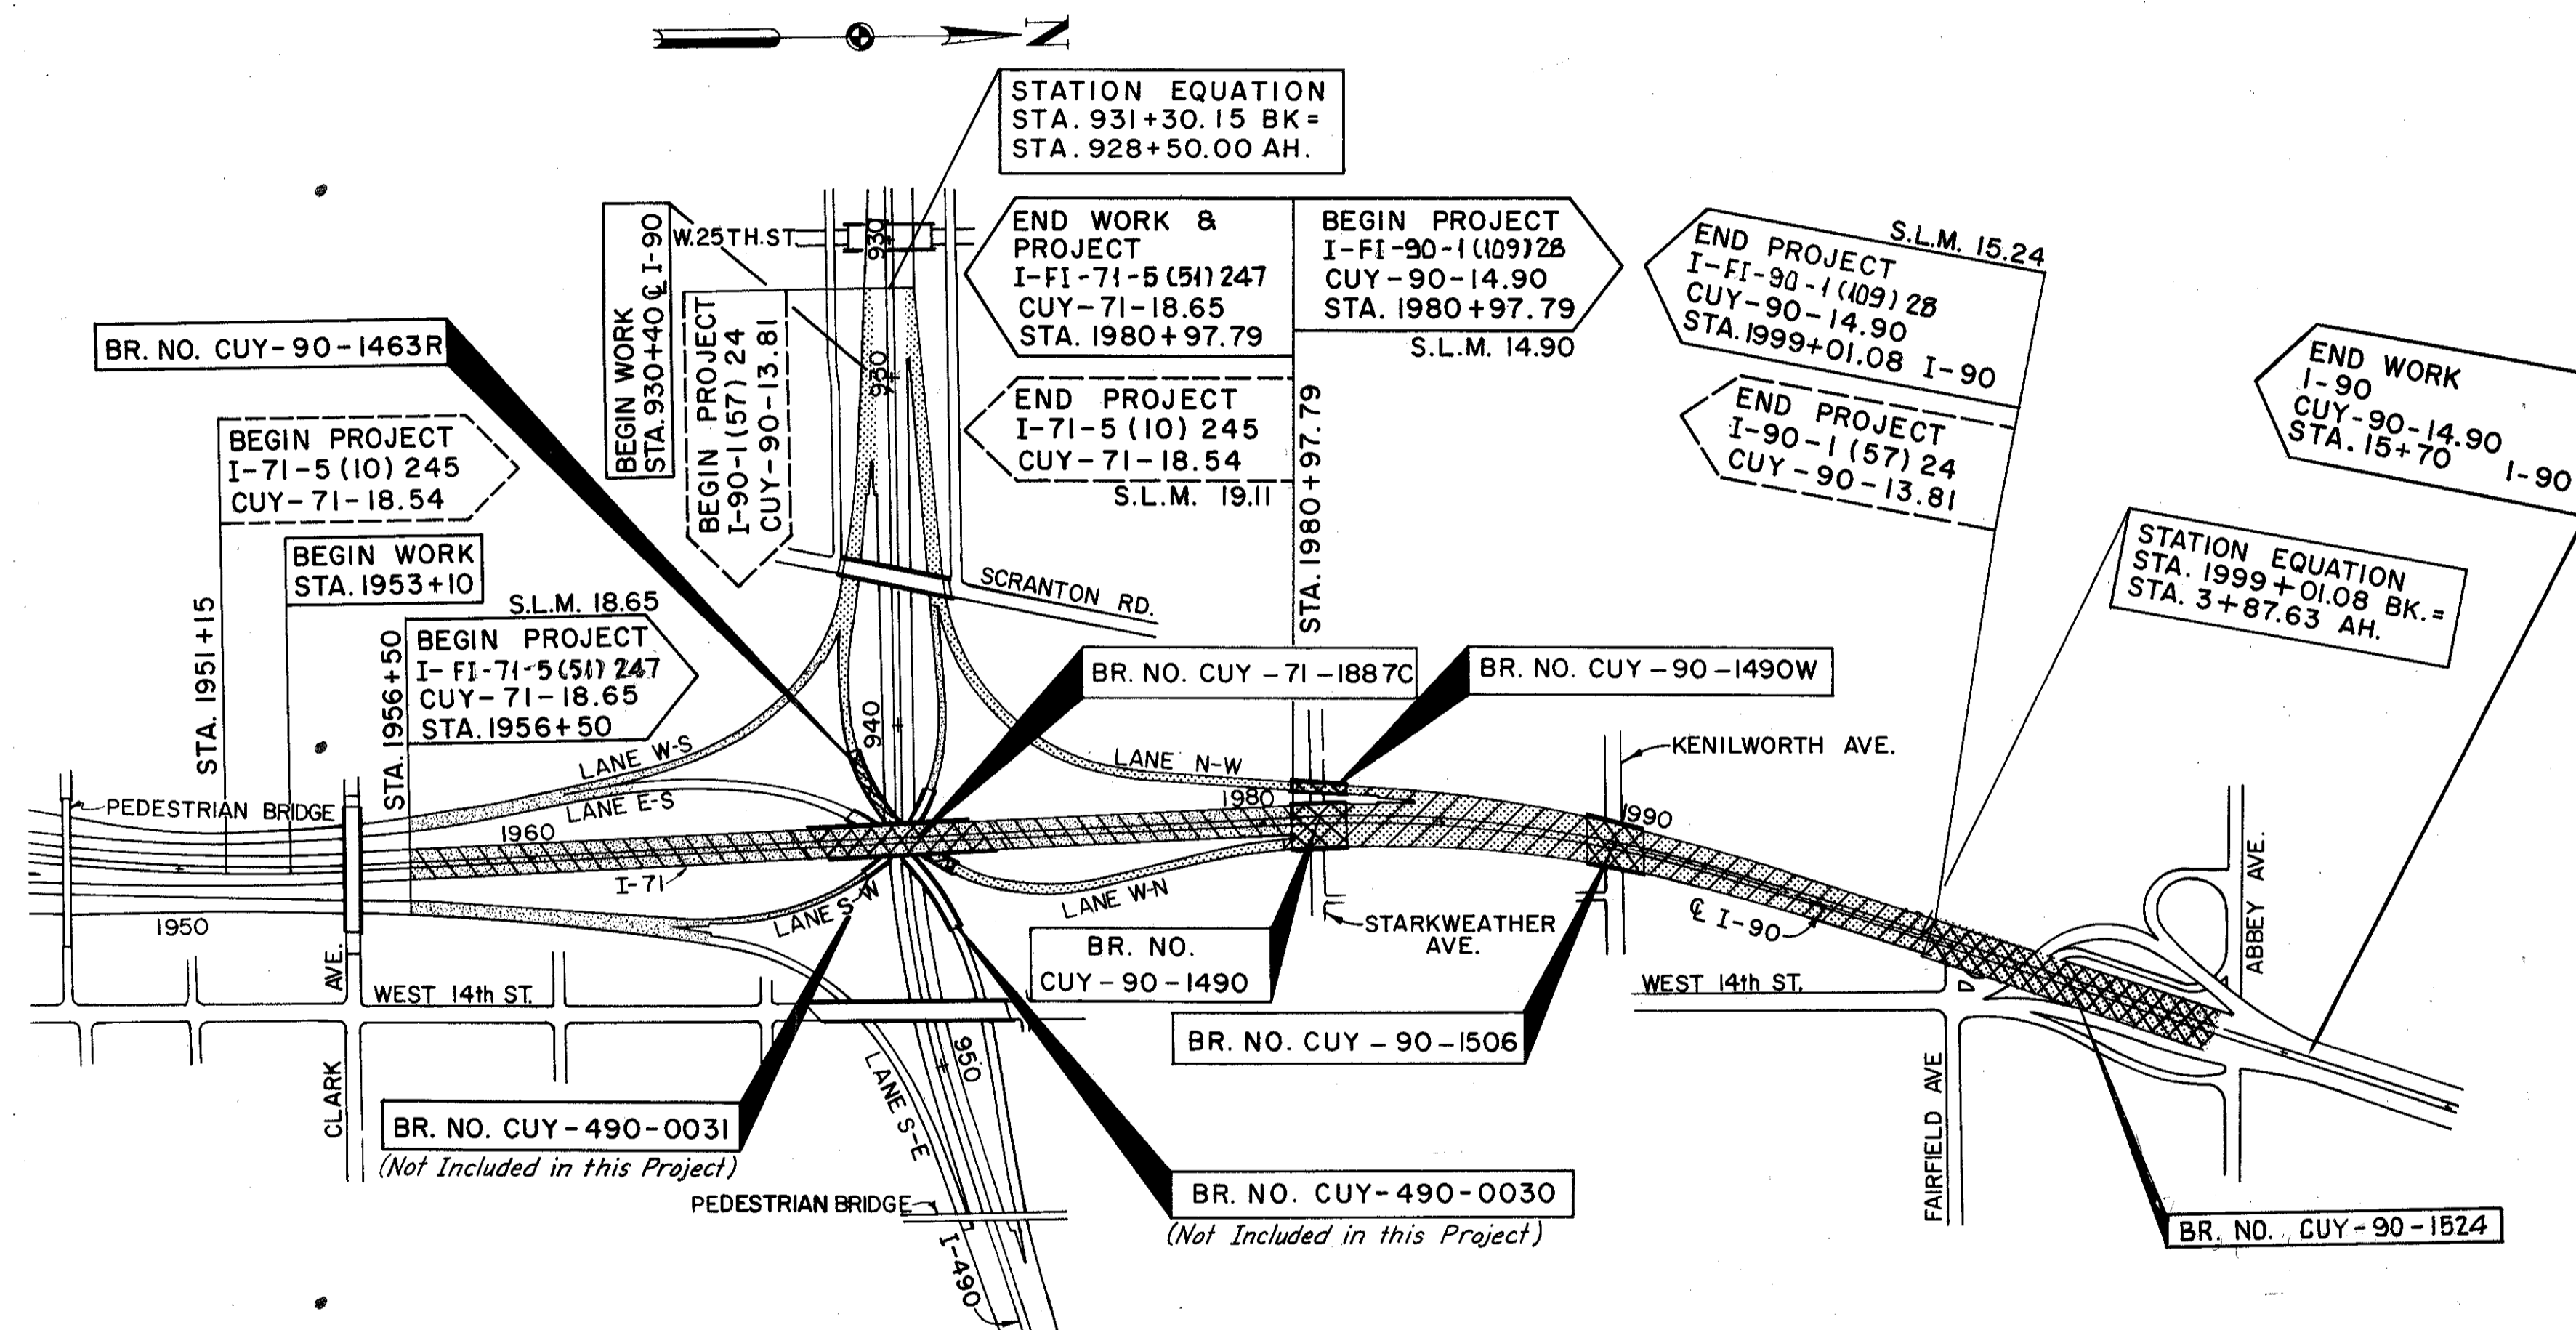 N
STATION EQUATION
STA. 931+30.15 BK=
STA. 928+50.00 AH.
BEGIN WORK
STA. 930+40 ℄ I-90
W. 25TH. ST.
930
END WORK &
PROJECT
I-FI-71-5(51)247
CUY-71-18.65
STA. 1980+97.79
BEGIN PROJECT
I-FI-90-1(109)28
CUY-90-14.90
STA. 1980+97.79
S.L.M. 14.90
S.L.M. 15.24
END PROJECT
I-FI-90-1(109)28
CUY-90-14.90
STA. 1999+01.08 I-90
END WORK
I-90
CUY-90-14.90
STA. 15+70 I-90
BR. NO. CUY-90-1463R
BEGIN PROJECT
I-90-1(57)24
CUY-90-13.81
930
END PROJECT
I-71-5(10)245
CUY-71-18.54
S.L.M. 19.11
STA. 1980+97.79
END PROJECT
I-90-1(57)24
CUY-90-13.81
BEGIN PROJECT
I-71-5(10)245
CUY-71-18.54
STATION EQUATION
STA. 1999+01.08 BK.=
STA. 3+87.63 AH.
BEGIN WORK
STA. 1953+10
STA. 1951+15
S.L.M. 18.65
STA. 1956+50
BEGIN PROJECT
I-FI-71-5(51)247
CUY-71-18.65
STA. 1956+50
SCRANTON RD.
BR. NO. CUY-71-1887C
BR. NO. CUY-90-1490W
940
LANE W-S
LANE N-W
KENILWORTH AVE.
PEDESTRIAN BRIDGE
LANE E-S
1960
1980
1990
I-71
LANE S-W
LANE W-N
1950
STARKWEATHER
AVE.
℄ I-90
ABBEY AVE.
BR. NO.
CUY-90-1490
WEST 14th ST.
WEST 14th ST.
CLARK AVE.
950
BR. NO. CUY-90-1506
LANE S-E
FAIRFIELD AVE
BR. NO. CUY-490-0031
(Not Included in this Project)
PEDESTRIAN BRIDGE
BR. NO. CUY-490-0030
(Not Included in this Project)
BR. NO. CUY-90-1524
I-490